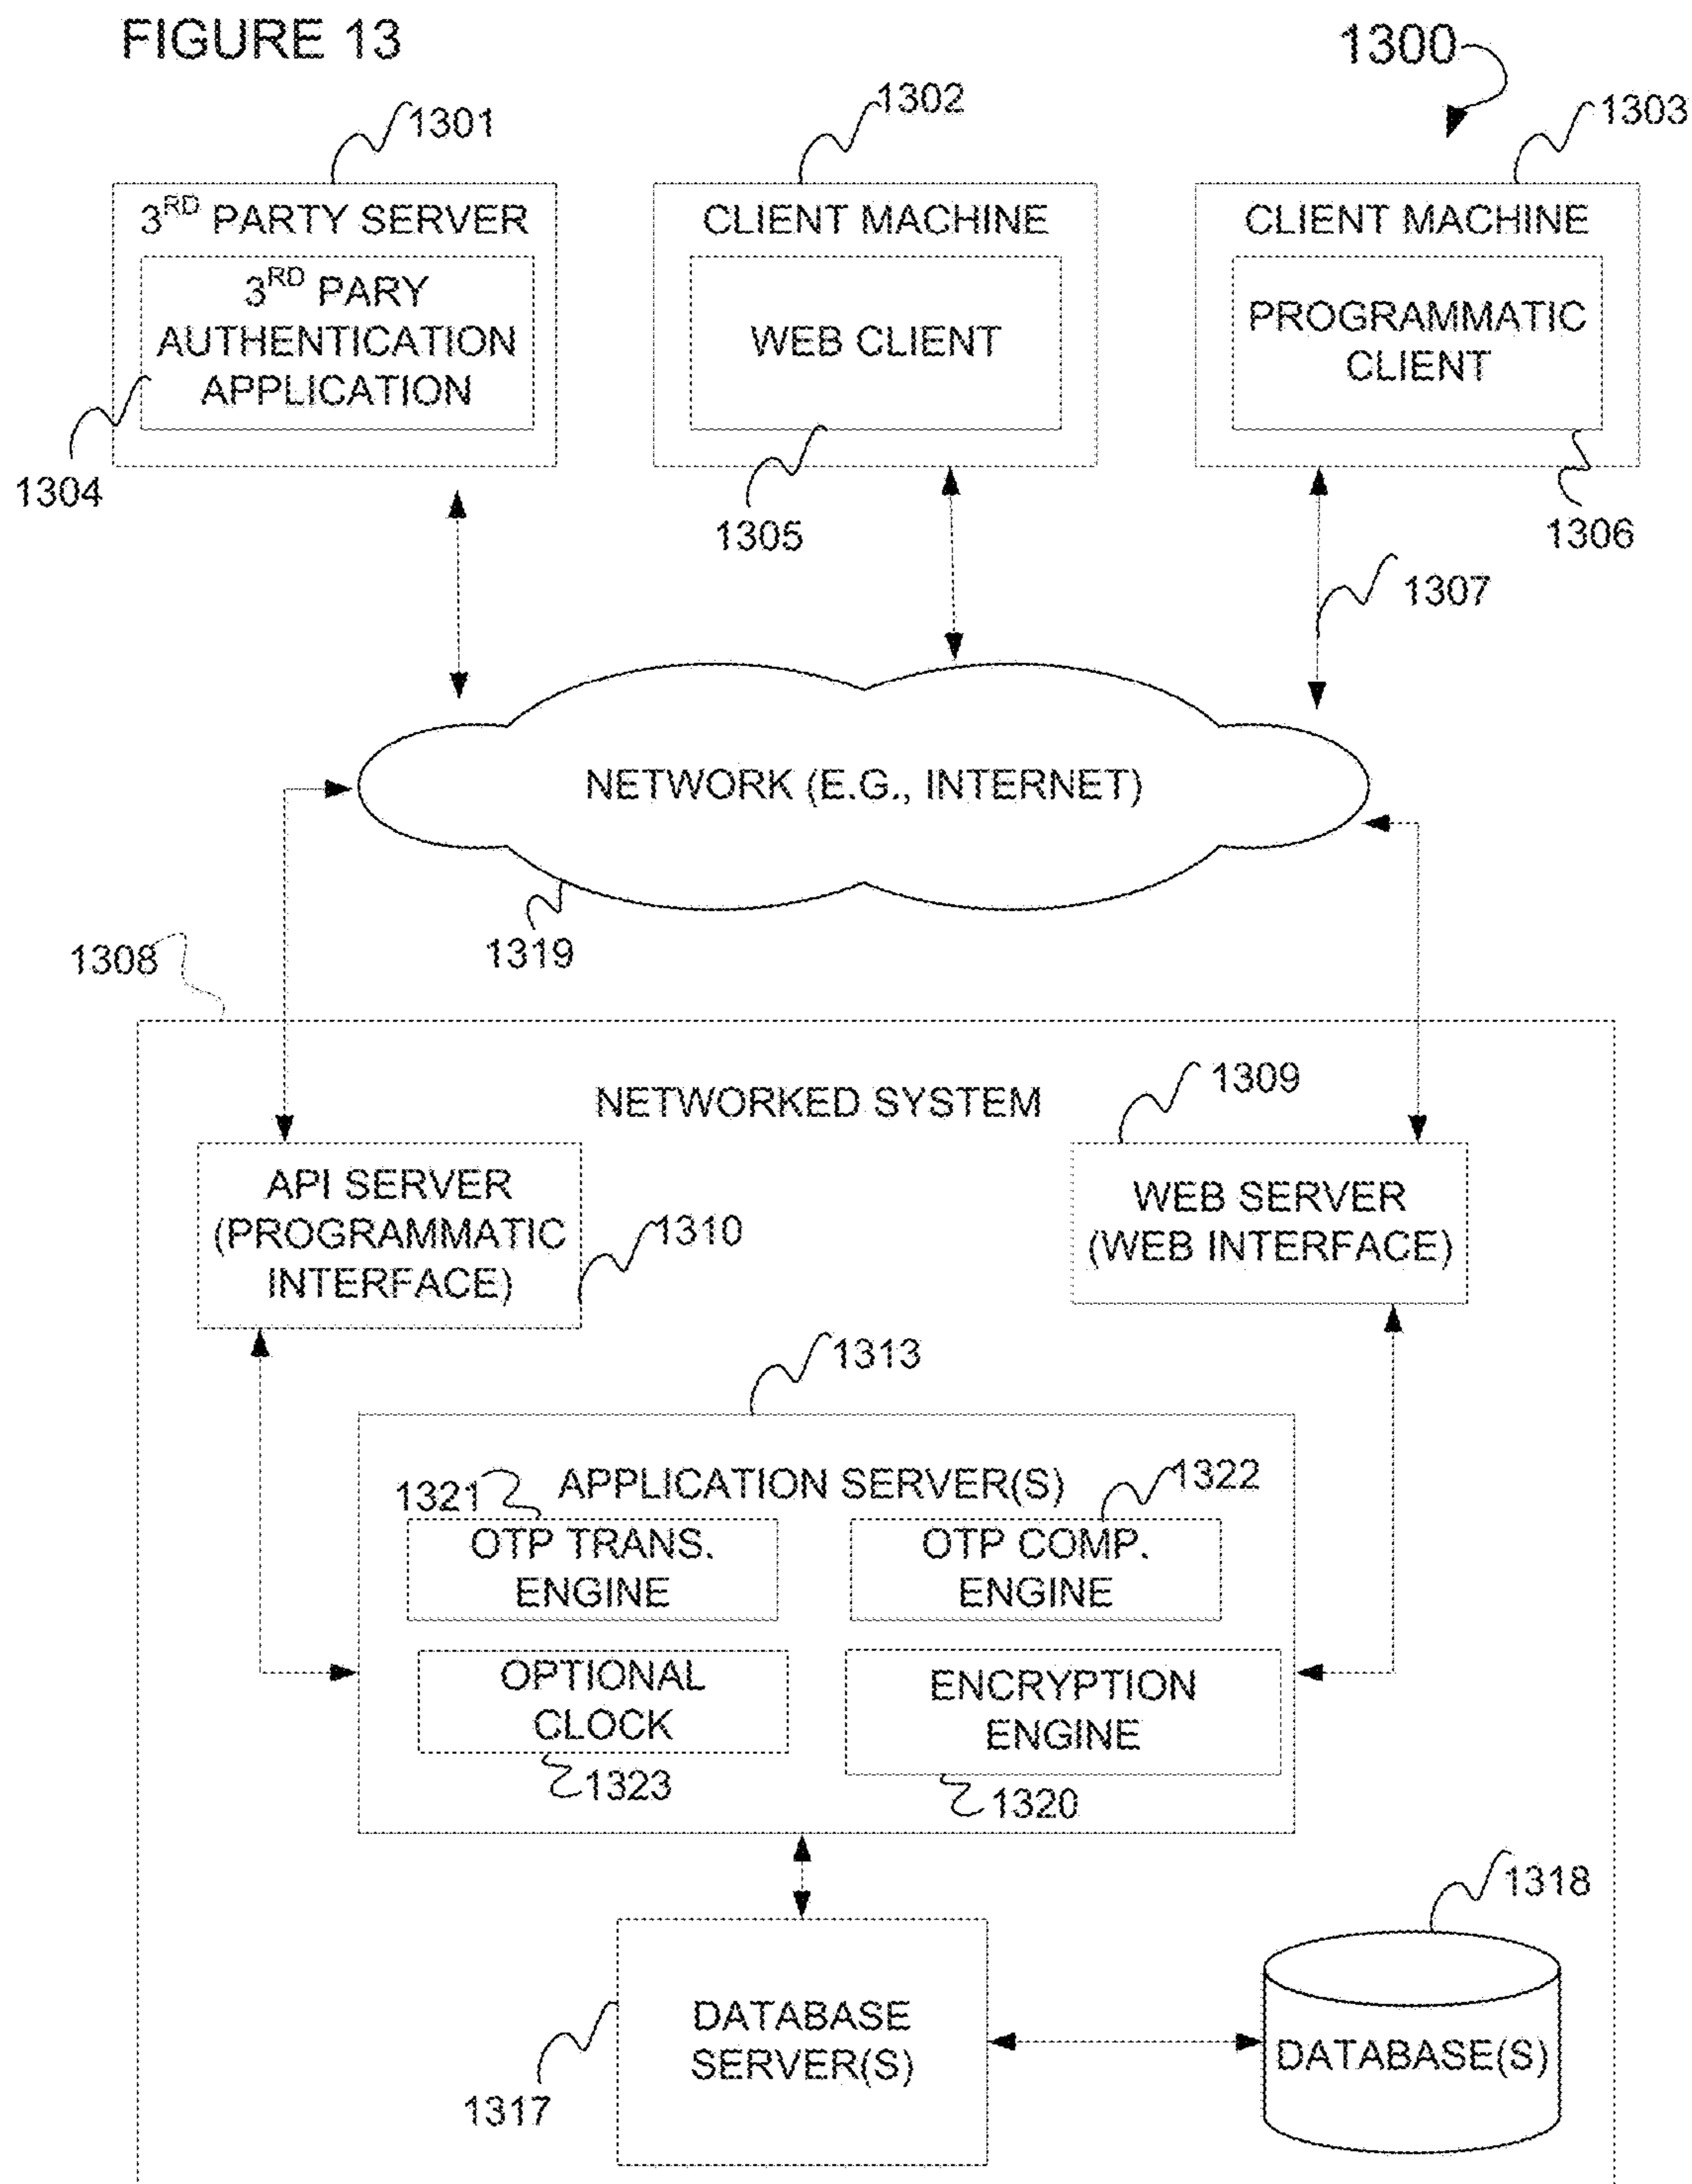 FIGURE 13
1300
1301
1302
1303
3RD PARTY SERVER
3RD PARY
AUTHENTICATION
APPLICATION
1304
CLIENT MACHINE
WEB CLIENT
1305
CLIENT MACHINE
PROGRAMMATIC
CLIENT
1306
1307
NETWORK (E.G., INTERNET)
1319
1308
NETWORKED SYSTEM
1309
API SERVER
(PROGRAMMATIC
INTERFACE)
1310
WEB SERVER
(WEB INTERFACE)
1313
APPLICATION SERVER(S)
1321
1322
OTP TRANS.
ENGINE
OTP COMP.
ENGINE
OPTIONAL
CLOCK
1323
ENCRYPTION
ENGINE
1320
1318
DATABASE
SERVER(S)
1317
DATABASE(S)